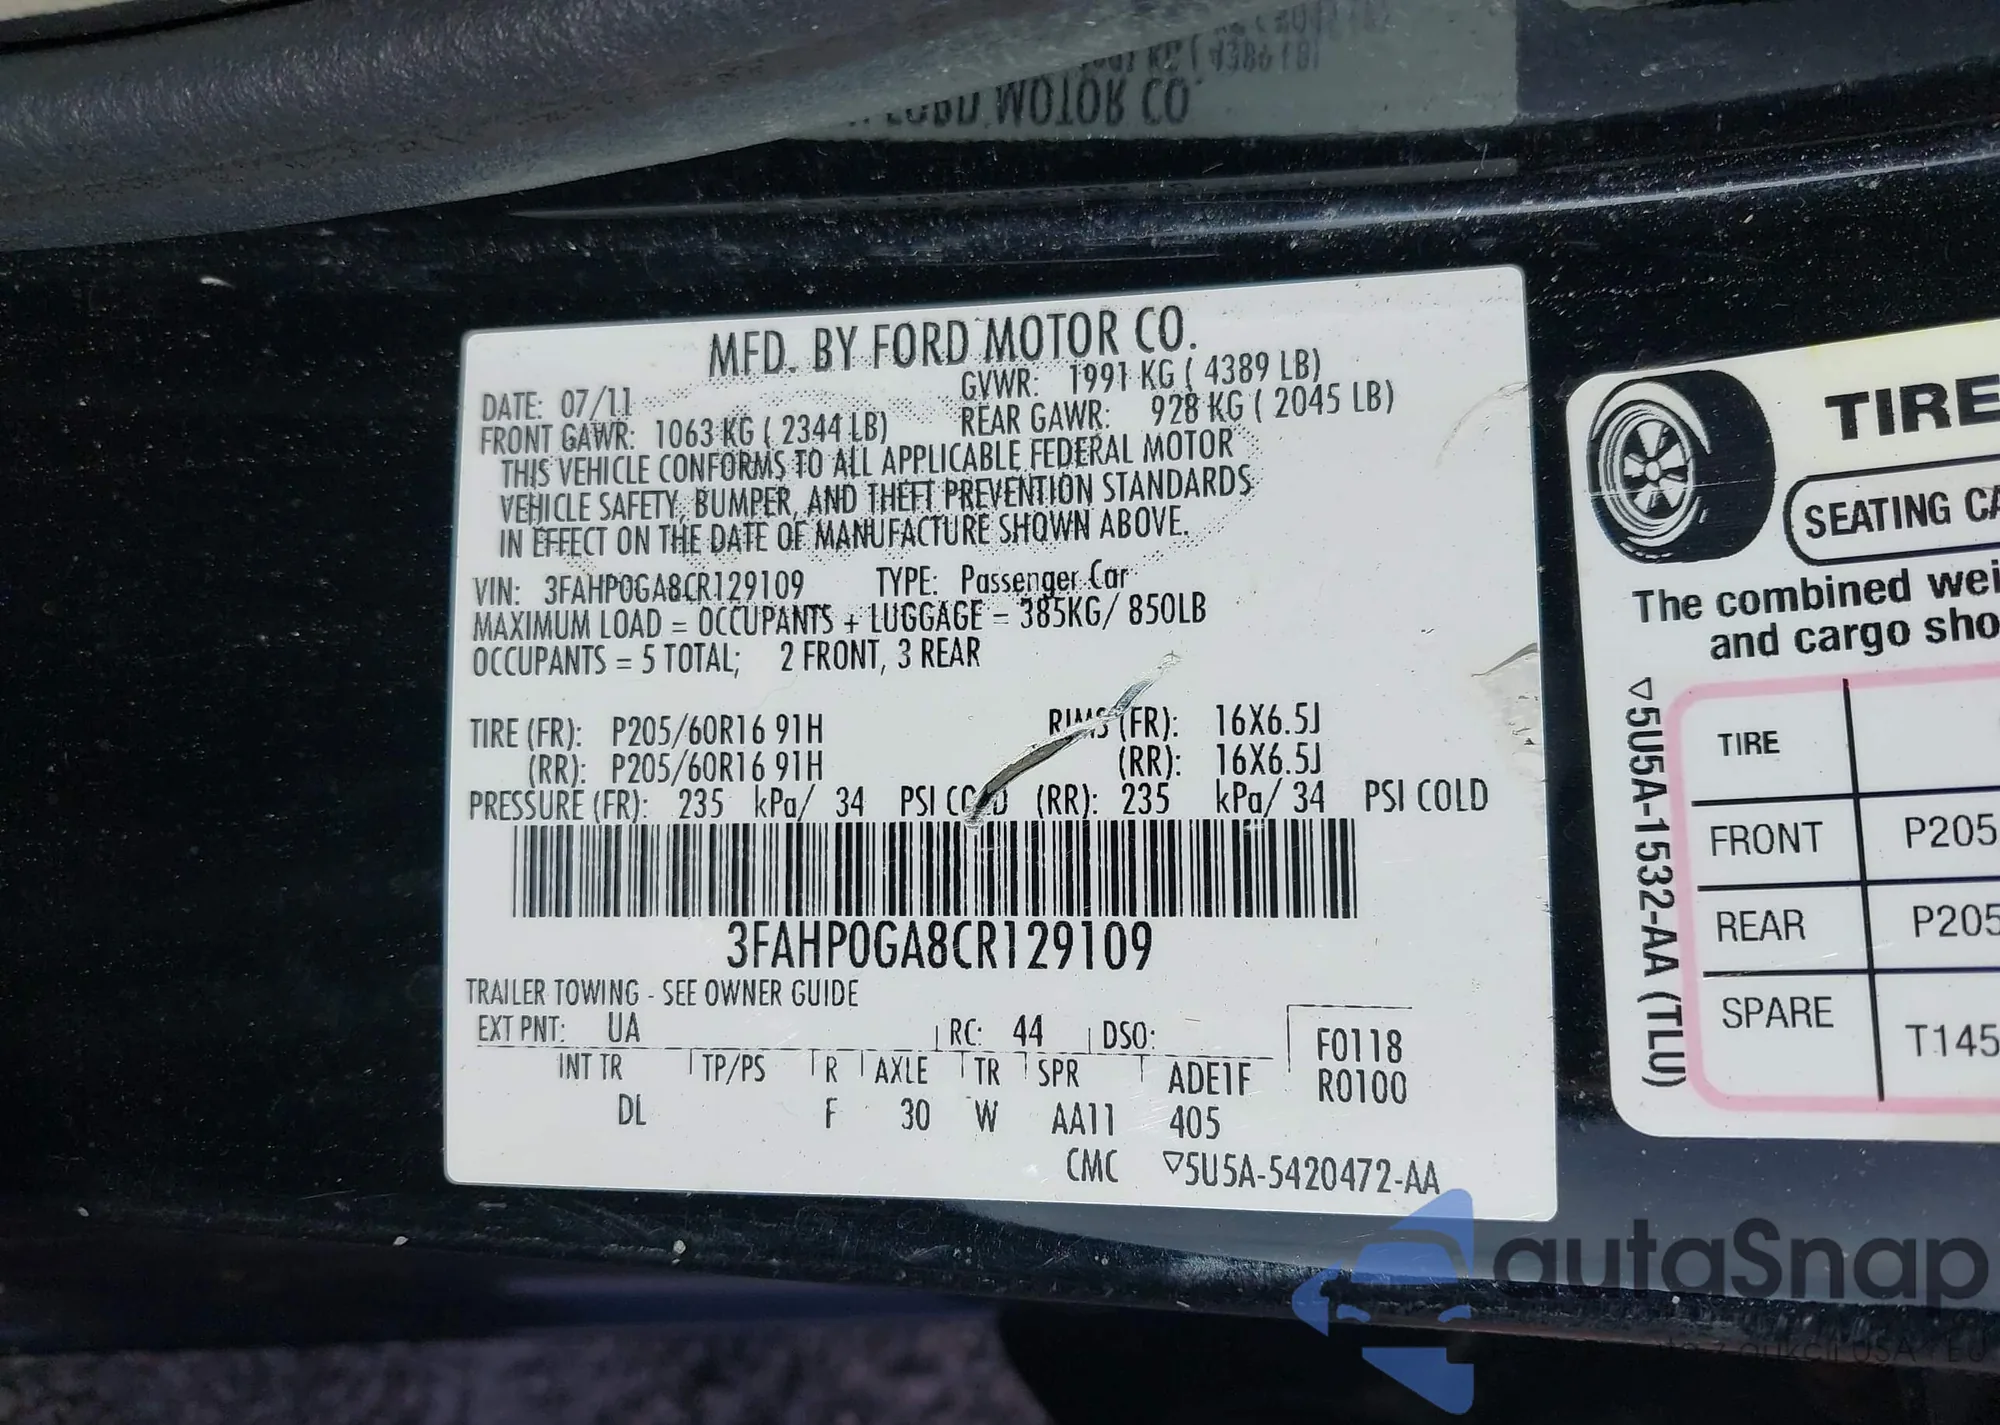 MFD. BY FORD MOTOR CO.
DATE: 07/11 GVWR: 1991 KG ( 4389 LB)
FRONT GAWR: 1063 KG ( 2344 LB) REAR GAWR: 928 KG ( 2045 LB)
THIS VEHICLE CONFORMS TO ALL APPLICABLE FEDERAL MOTOR
VEHICLE SAFETY, BUMPER, AND THEFT PREVENTION STANDARDS
IN EFFECT ON THE DATE OF MANUFACTURE SHOWN ABOVE.
VIN: 3FAHP0GA8CR129109 TYPE: Passenger Car
MAXIMUM LOAD = OCCUPANTS + LUGGAGE = 385KG/ 850LB
OCCUPANTS = 5 TOTAL; 2 FRONT, 3 REAR
TIRE (FR): P205/60R16 91H RIMS (FR): 16X6.5J
(RR): P205/60R16 91H (RR): 16X6.5J
PRESSURE (FR): 235 kPa/ 34 PSI COLD (RR): 235 kPa/ 34 PSI COLD
3FAHP0GA8CR129109
TRAILER TOWING - SEE OWNER GUIDE
EXT PNT: UA RC: 44 DSO:
F0118
R0100
INT TR TP/PS R AXLE TR SPR ADE1F
DL F 30 W AA11 405
CMC ▽5U5A-5420472-AA
TIRE
SEATING CA
The combined wei
and cargo sho
▽5U5A-1532-AA (TLU)
TIRE
FRONT P205
REAR P205
SPARE T145
autaSnap